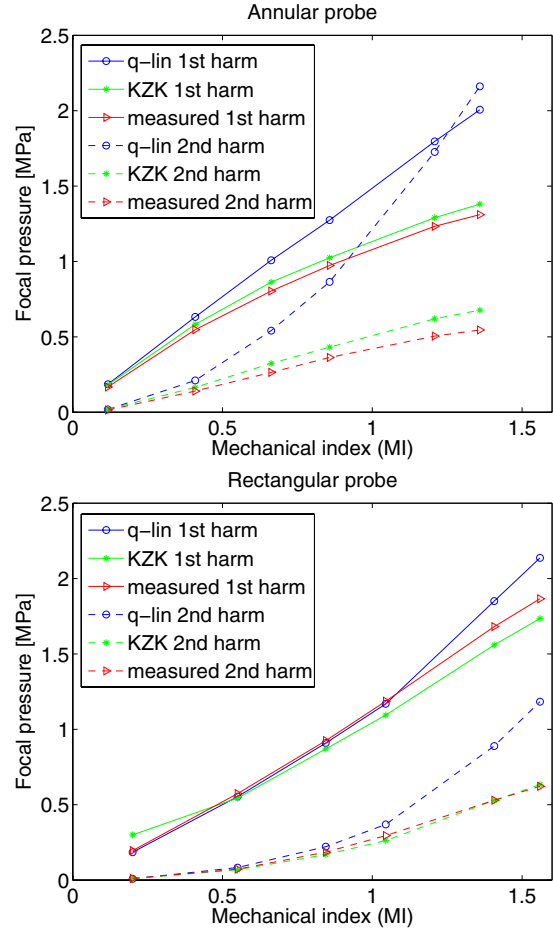 Annular probe
2.5
2
1.5
1
0.5
0
q-lin 1st harm
KZK 1st harm
measured 1st harm
q-lin 2nd harm
KZK 2nd harm
measured 2nd harm
Focal pressure [MPa]
0 0.5 1 1.5
Mechanical index (MI)
Rectangular probe
2.5
2
1.5
1
0.5
0
q-lin 1st harm
KZK 1st harm
measured 1st harm
q-lin 2nd harm
KZK 2nd harm
measured 2nd harm
Focal pressure [MPa]
0 0.5 1 1.5
Mechanical index (MI)